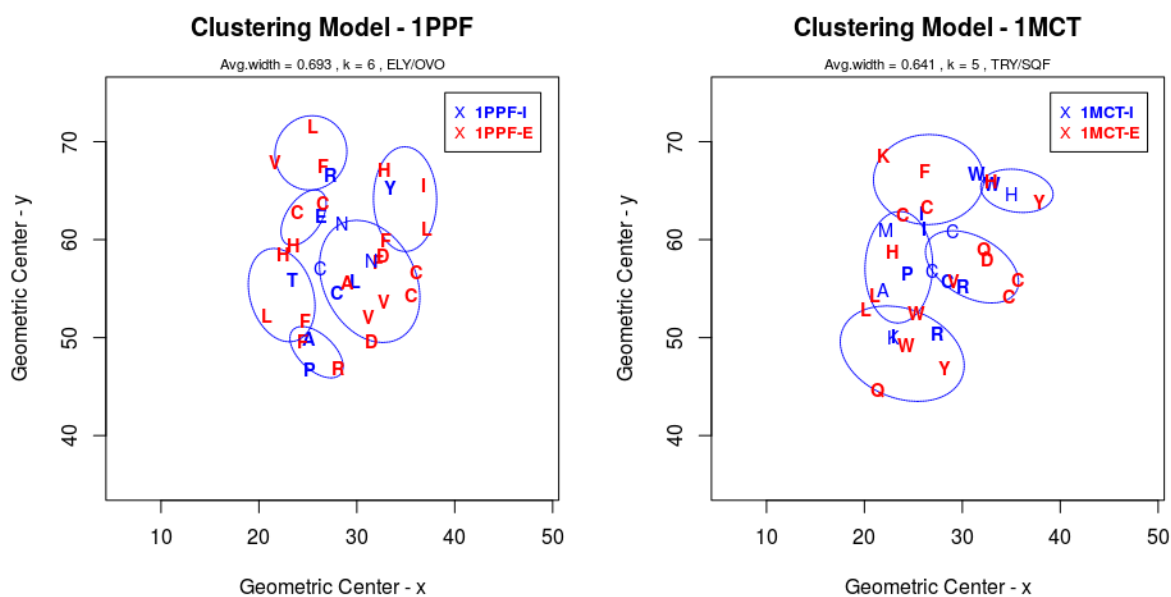 Clustering Model - 1PPF
Avg.width = 0.693 , k = 6 , ELY/OVO
X 1PPF-I
X 1PPF-E
L
V F R
H Y I
C C E
N L
H H F
C N F D
T C L A C
C V
L F V
F A D
P R
70
60
50
40
10 20 30 40 50
Geometric Center - x
Geometric Center - y
Clustering Model - 1MCT
Avg.width = 0.641 , k = 5 , TRY/SQF
X 1MCT-I
X 1MCT-E
K F
W W H Y
C I C
M I C
H Q D
P C
A C V R C
L L C
W
K I W R
Y
Q
70
60
50
40
10 20 30 40 50
Geometric Center - x
Geometric Center - y